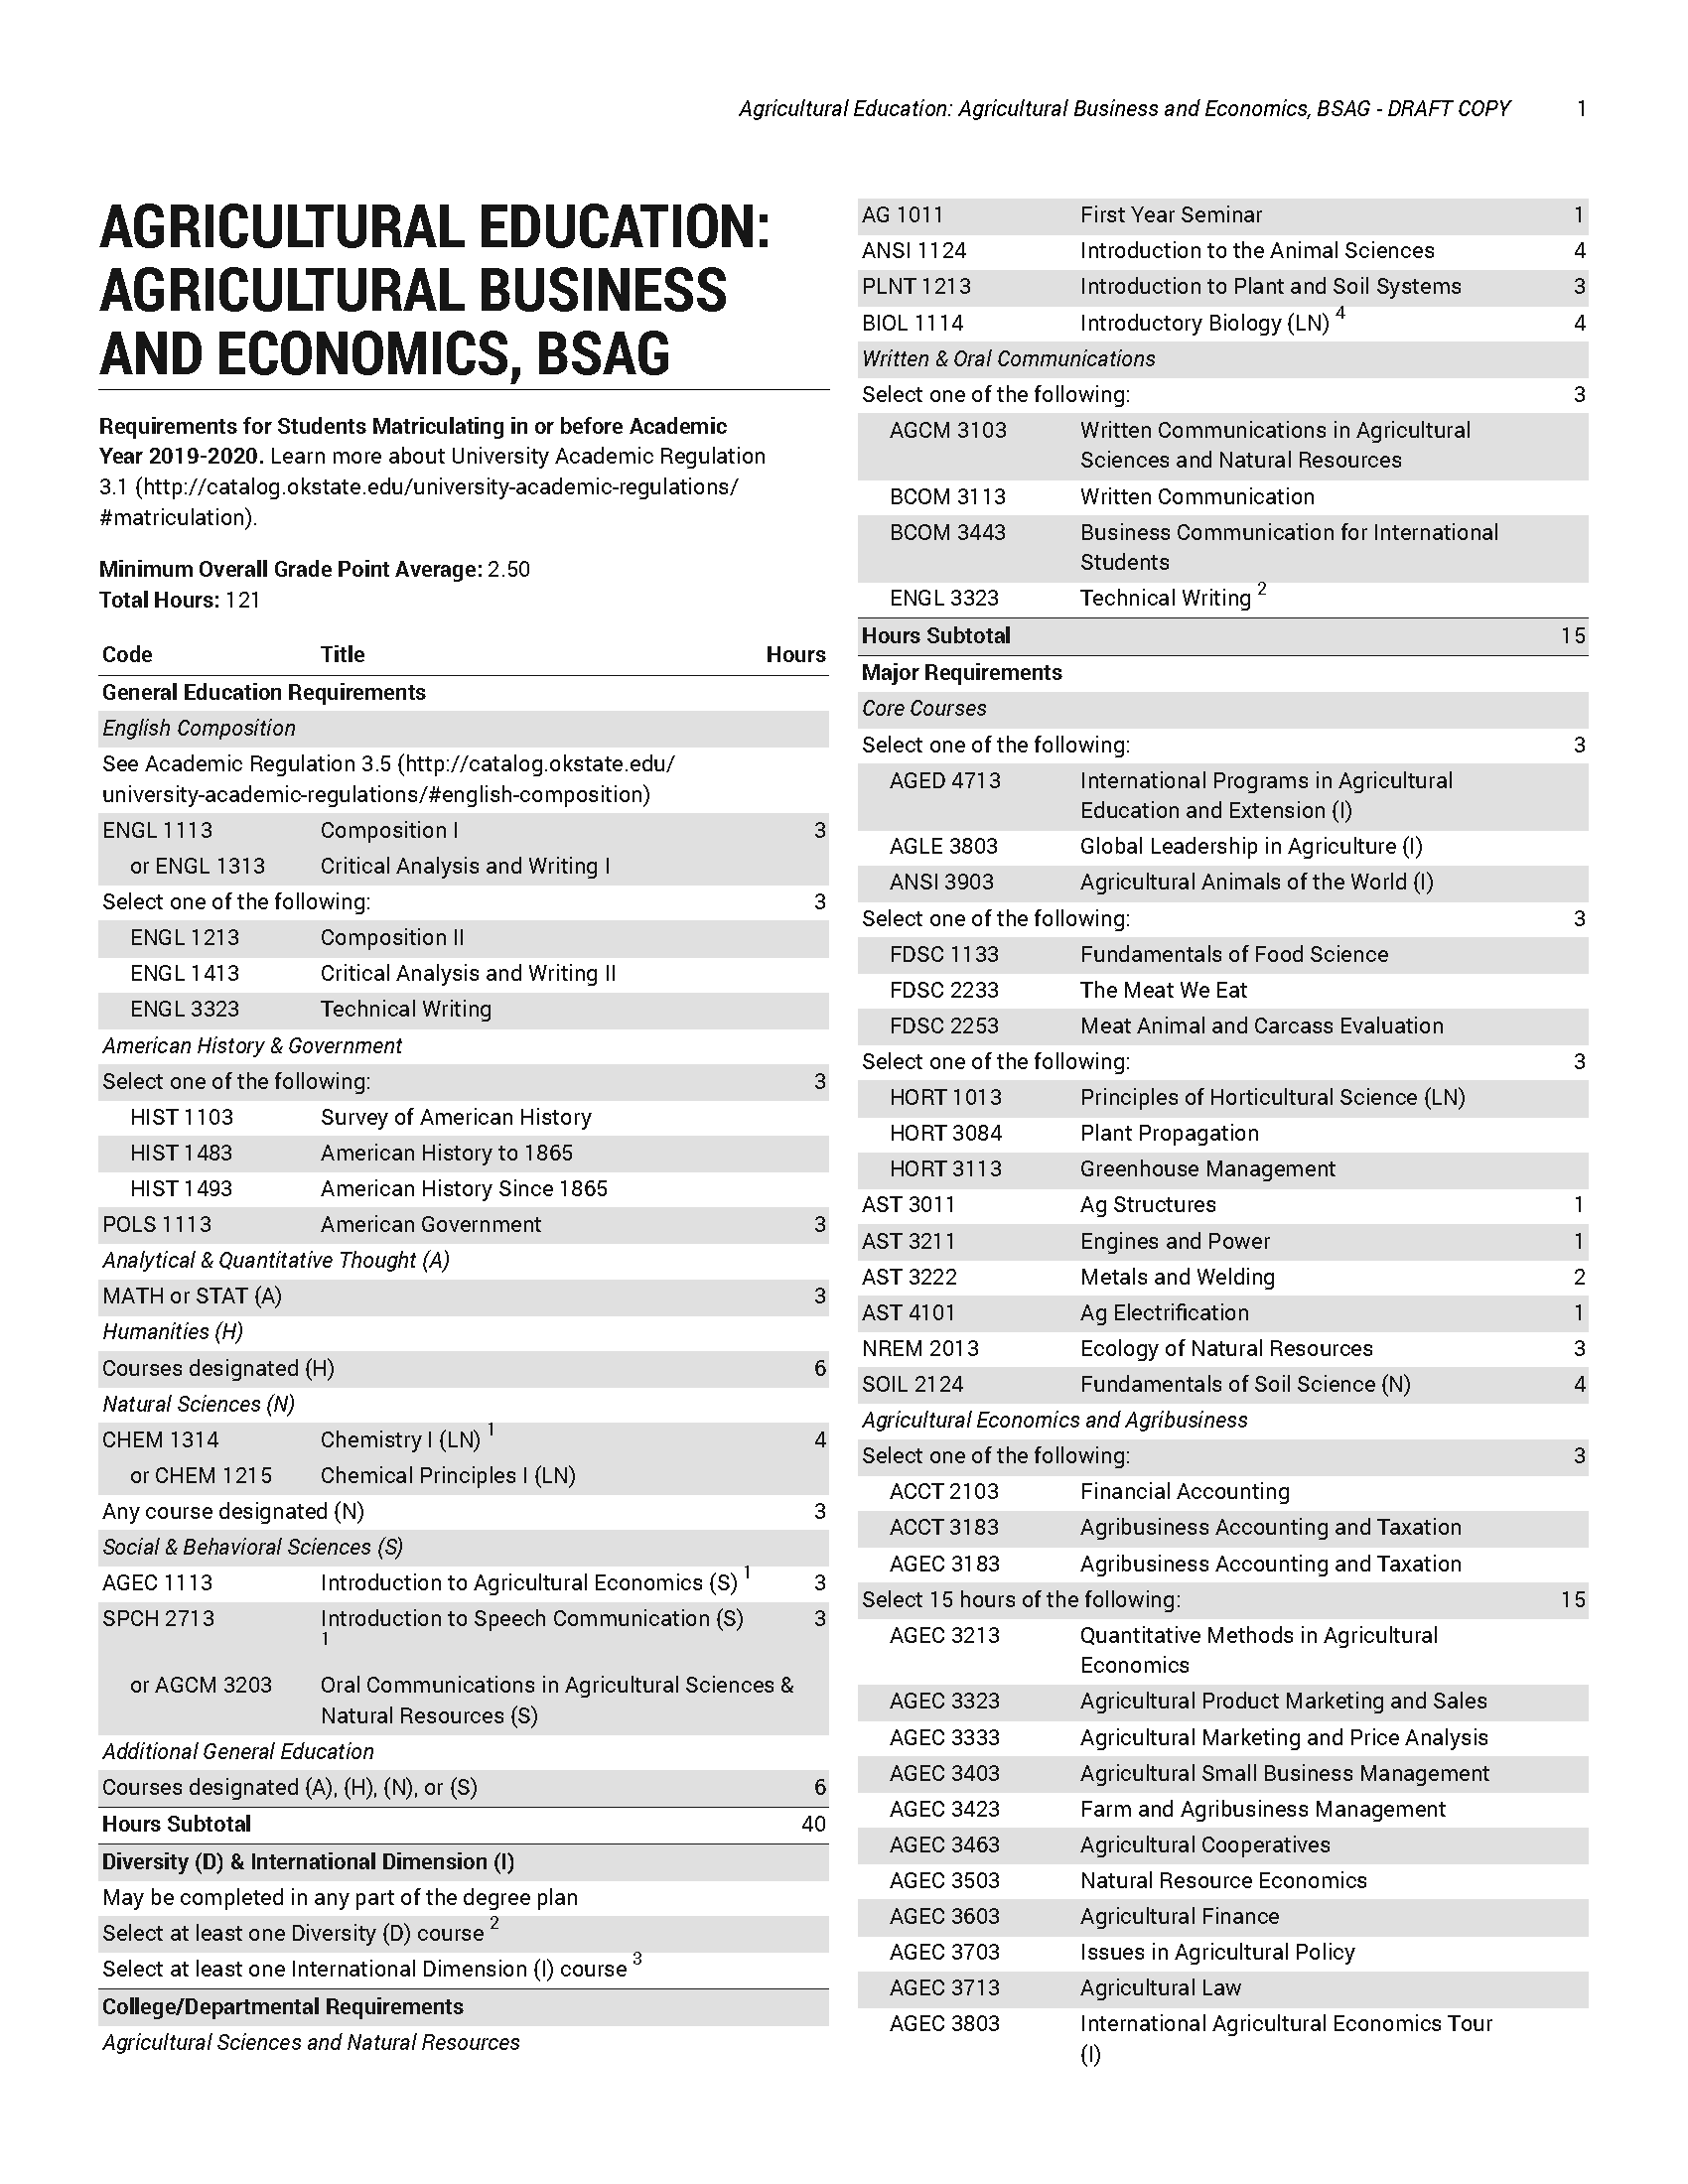 Agricultural Education: Agricultural Business and Economics, BSAG - DRAFT COPY 1
AGRICULTURAL EDUCATION:
AGRICULTURAL BUSINESS
AND ECONOMICS, BSAG
Requirements for Students Matriculating in or before Academic
Year 2019-2020. Learn more about University Academic Regulation
3.1 (http://catalog.okstate.edu/university-academic-regulations/
#matriculation).
Minimum Overall Grade Point Average: 2.50
Total Hours: 121
Code Title Hours
General Education Requirements
English Composition
See Academic Regulation 3.5 (http://catalog.okstate.edu/
university-academic-regulations/#english-composition)
ENGL 1113 Composition I 3
or ENGL 1313 Critical Analysis and Writing I
Select one of the following: 3
ENGL 1213 Composition II
ENGL 1413 Critical Analysis and Writing II
ENGL 3323 Technical Writing
American History & Government
Select one of the following: 3
HIST 1103 Survey of American History
HIST 1483 American History to 1865
HIST 1493 American History Since 1865
POLS 1113 American Government 3
Analytical & Quantitative Thought (A)
MATH or STAT (A) 3
Humanities (H)
Courses designated (H) 6
Natural Sciences (N)
CHEM 1314 Chemistry I (LN) 1 4
or CHEM 1215 Chemical Principles I (LN)
Any course designated (N) 3
Social & Behavioral Sciences (S)
AGEC 1113 Introduction to Agricultural Economics (S) 1 3
SPCH 2713 Introduction to Speech Communication (S) 3
1
or AGCM 3203 Oral Communications in Agricultural Sciences &
Natural Resources (S)
Additional General Education
Courses designated (A), (H), (N), or (S) 6
Hours Subtotal 40
Diversity (D) & International Dimension (I)
May be completed in any part of the degree plan
Select at least one Diversity (D) course 2
Select at least one International Dimension (I) course 3
College/Departmental Requirements
Agricultural Sciences and Natural Resources
AG 1011 First Year Seminar 1
ANSI 1124 Introduction to the Animal Sciences 4
PLNT 1213 Introduction to Plant and Soil Systems 3
BIOL 1114 Introductory Biology (LN) 4 4
Written & Oral Communications
Select one of the following: 3
AGCM 3103 Written Communications in Agricultural
Sciences and Natural Resources
BCOM 3113 Written Communication
BCOM 3443 Business Communication for International
Students
ENGL 3323 Technical Writing 2
Hours Subtotal 15
Major Requirements
Core Courses
Select one of the following: 3
AGED 4713 International Programs in Agricultural
Education and Extension (I)
AGLE 3803 Global Leadership in Agriculture (I)
ANSI 3903 Agricultural Animals of the World (I)
Select one of the following: 3
FDSC 1133 Fundamentals of Food Science
FDSC 2233 The Meat We Eat
FDSC 2253 Meat Animal and Carcass Evaluation
Select one of the following: 3
HORT 1013 Principles of Horticultural Science (LN)
HORT 3084 Plant Propagation
HORT 3113 Greenhouse Management
AST 3011 Ag Structures 1
AST 3211 Engines and Power 1
AST 3222 Metals and Welding 2
AST 4101 Ag Electrification 1
NREM 2013 Ecology of Natural Resources 3
SOIL 2124 Fundamentals of Soil Science (N) 4
Agricultural Economics and Agribusiness
Select one of the following: 3
ACCT 2103 Financial Accounting
ACCT 3183 Agribusiness Accounting and Taxation
AGEC 3183 Agribusiness Accounting and Taxation
Select 15 hours of the following: 15
AGEC 3213 Quantitative Methods in Agricultural
Economics
AGEC 3323 Agricultural Product Marketing and Sales
AGEC 3333 Agricultural Marketing and Price Analysis
AGEC 3403 Agricultural Small Business Management
AGEC 3423 Farm and Agribusiness Management
AGEC 3463 Agricultural Cooperatives
AGEC 3503 Natural Resource Economics
AGEC 3603 Agricultural Finance
AGEC 3703 Issues in Agricultural Policy
AGEC 3713 Agricultural Law
AGEC 3803 International Agricultural Economics Tour
(I)